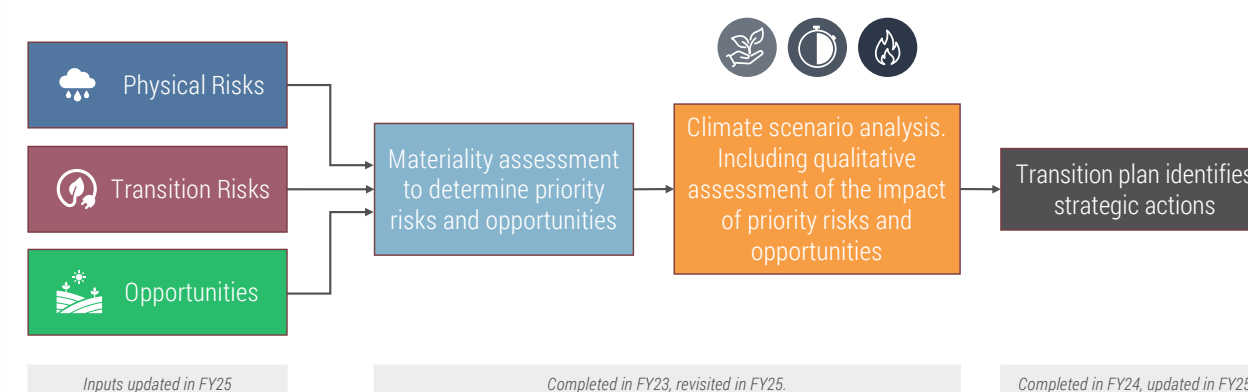 Physical Risks
Transition Risks
Opportunities
Materiality assessment
to determine priority
risks and opportunities
Climate scenario analysis.
Including qualitative
assessment of the impact
of priority risks and
opportunities
Transition plan identifies
strategic actions
Inputs updated in FY25
Completed in FY23, revisited in FY25.
Completed in FY24, updated in FY25